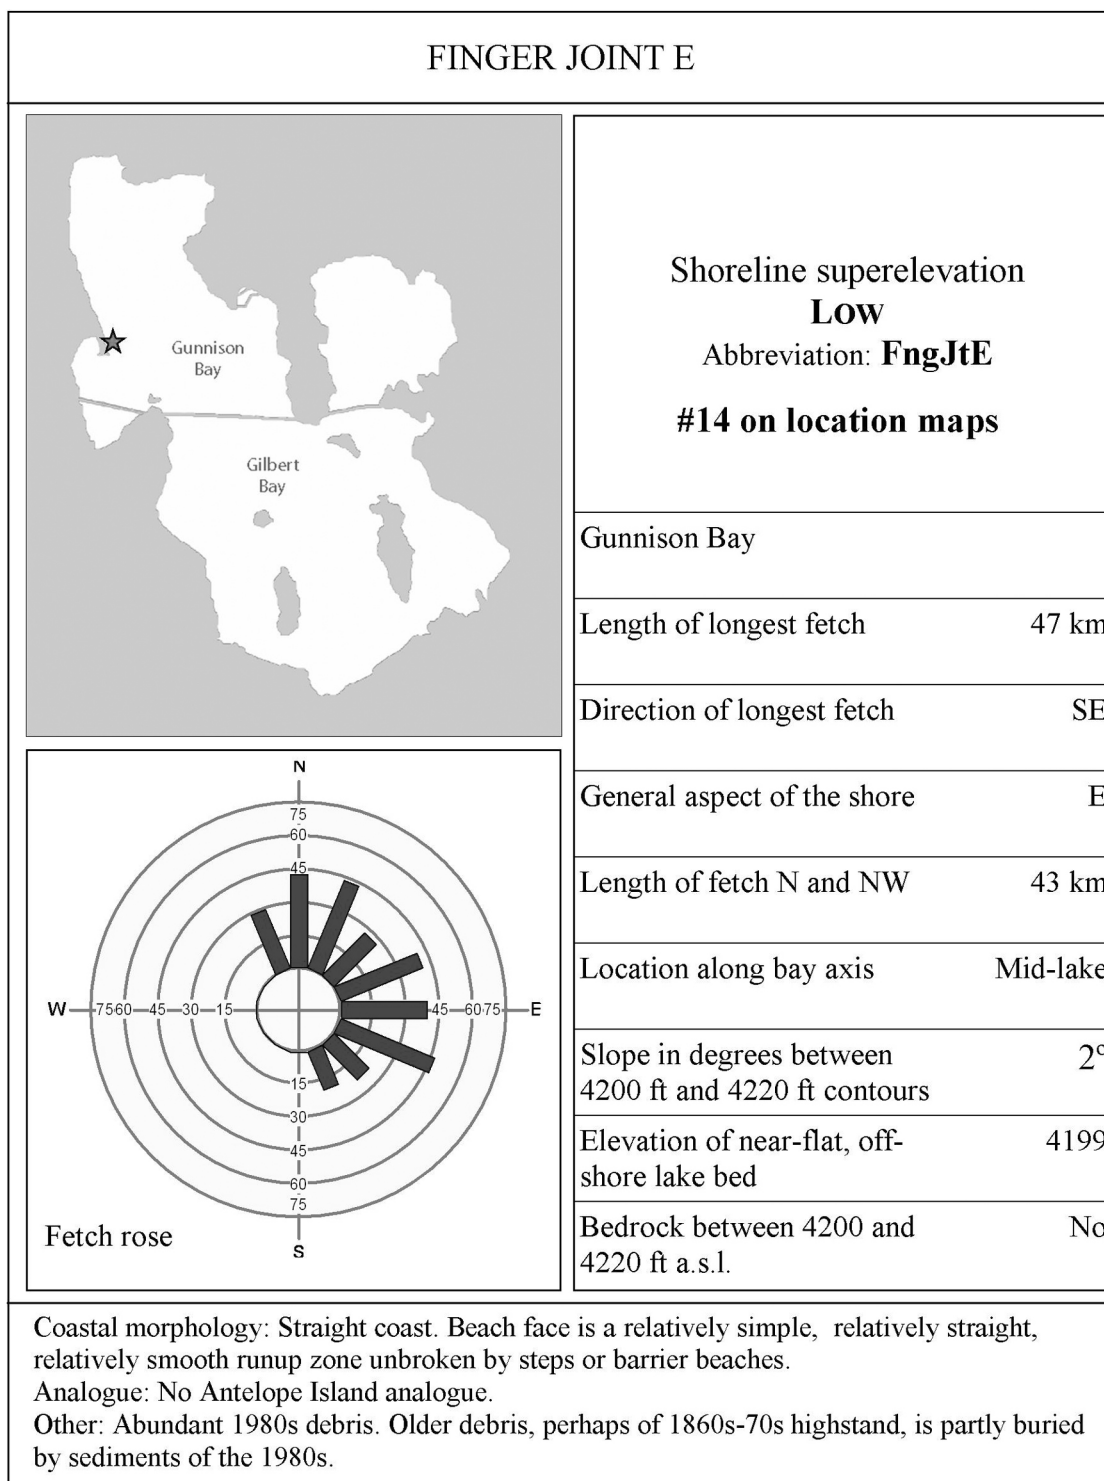 FINGER JOINT E
Gunnison
Bay
Gilbert
Bay
Shoreline superelevation
LOW
Abbreviation: FngJtE
#14 on location maps
Gunnison Bay
Length of longest fetch 47 km
Direction of longest fetch SE
General aspect of the shore E
Length of fetch N and NW 43 km
Location along bay axis Mid-lake
Slope in degrees between 2°
4200 ft and 4220 ft contours
Elevation of near-flat, off- 4199
shore lake bed
Bedrock between 4200 and No
4220 ft a.s.l.
N
75
60
45
W 75 60 45 30 15 45 60 75 E
15
30
45
60
75
S
Fetch rose
Coastal morphology: Straight coast. Beach face is a relatively simple, relatively straight,
relatively smooth runup zone unbroken by steps or barrier beaches.
Analogue: No Antelope Island analogue.
Other: Abundant 1980s debris. Older debris, perhaps of 1860s-70s highstand, is partly buried
by sediments of the 1980s.